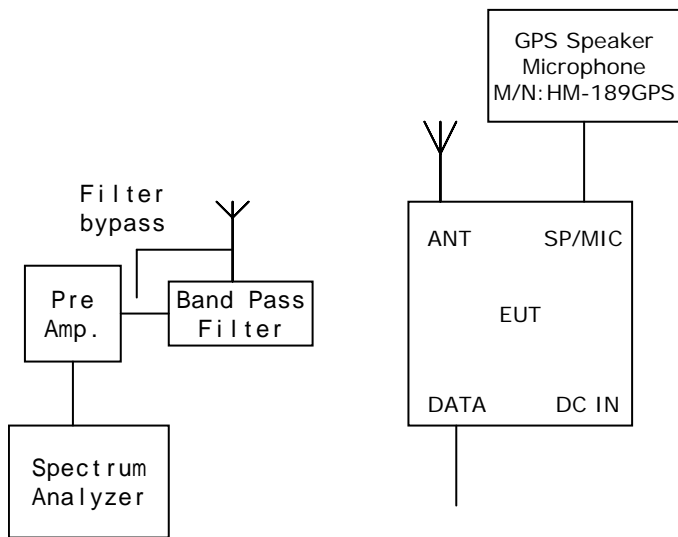 GPS Speaker
Microphone
M/N:HM-189GPS
Filter
bypass
ANT SP/MIC
Pre
Amp.
Band Pass
Filter
EUT
DATA DC IN
Spectrum
Analyzer